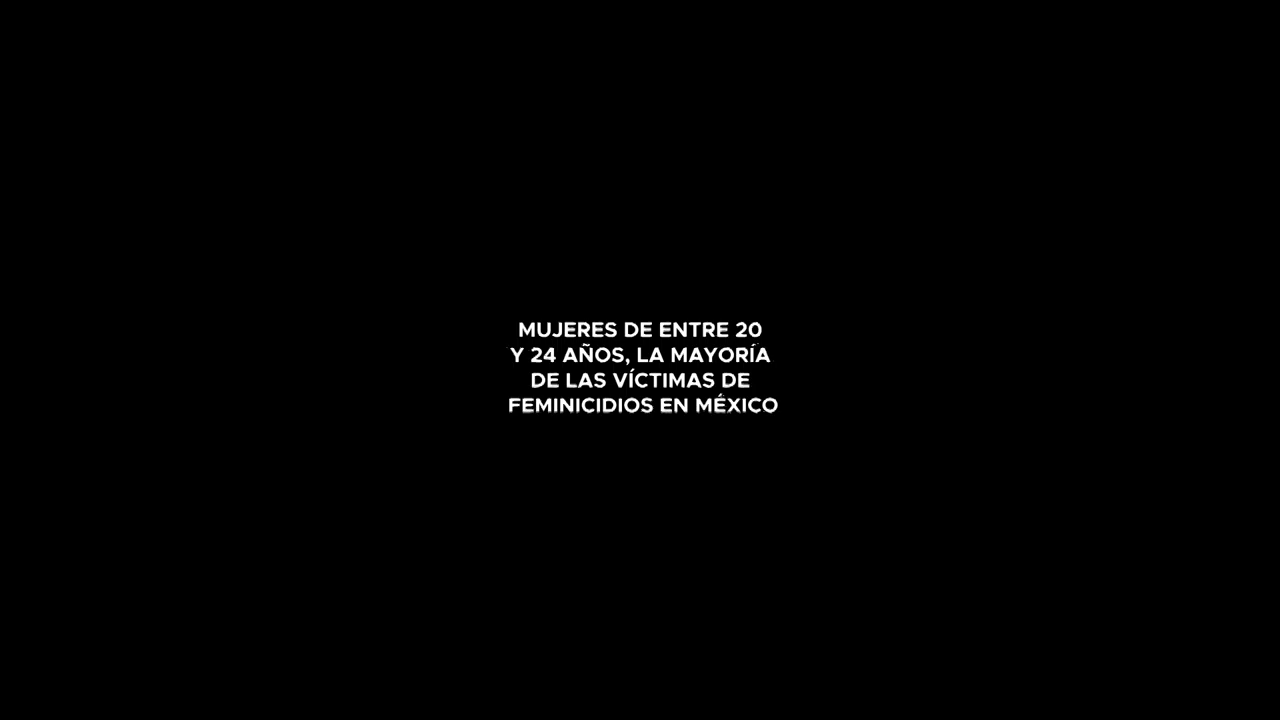 MUJERES DE ENTRE 20
Y 24 AÑOS, LA MAYORÍA
DE LAS VÍCTIMAS DE
FEMINICIDIOS EN MÉXICO